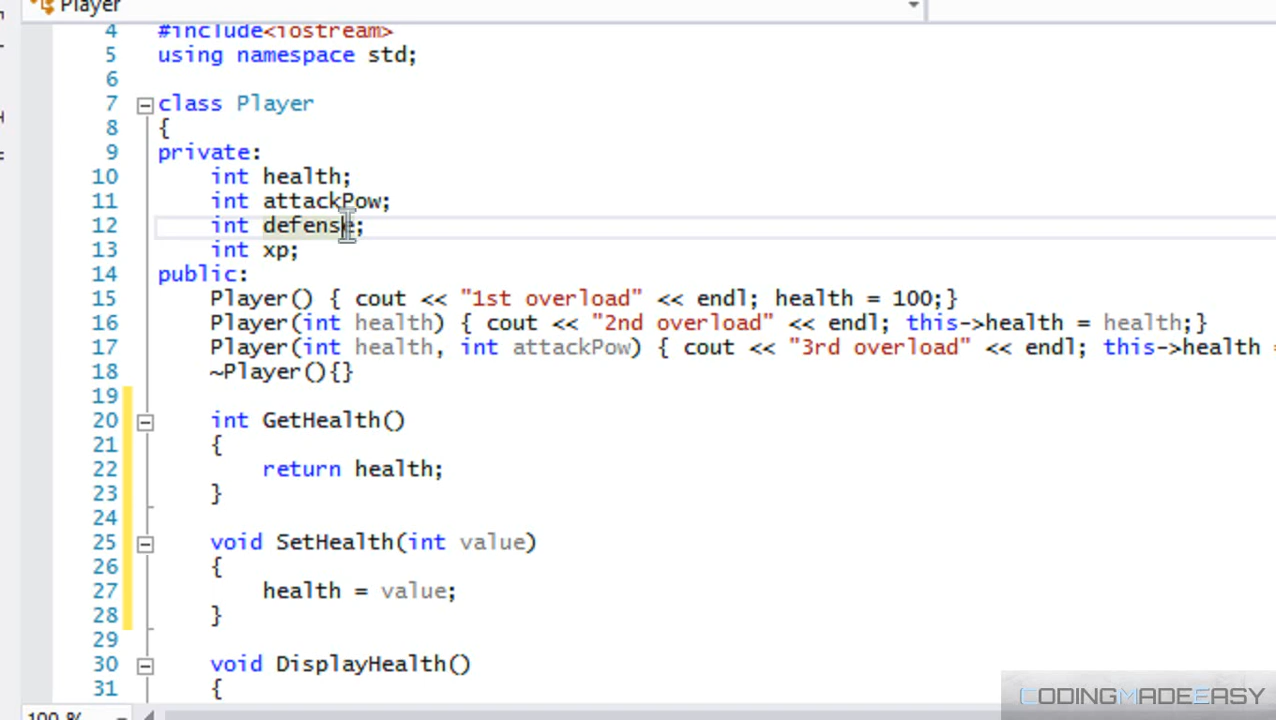 Player
4 #include<iostream>
5 using namespace std;
6
7 class Player
8 {
9 private:
10 int health;
11 int attackPow;
12 int defense;
13 int xp;
14 public:
15 Player() { cout << "1st overload" << endl; health = 100;}
16 Player(int health) { cout << "2nd overload" << endl; this->health = health;}
17 Player(int health, int attackPow) { cout << "3rd overload" << endl; this->health =
18 ~Player(){}
19
20 int GetHealth()
21 {
22 return health;
23 }
24
25 void SetHealth(int value)
26 {
27 health = value;
28 }
29
30 void DisplayHealth()
31 {
100 %
CODINGMADEEASY